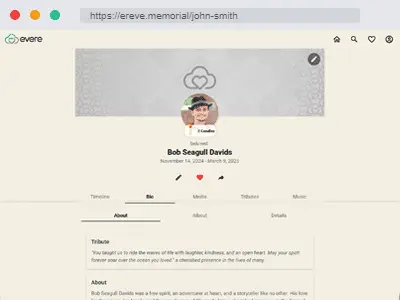 https://ereve.memorial/john-smith
evere
2 Candles
Beloved
Bob Seagull Davids
November 14, 2024 - March 9, 2025
Timeline Bio Media Tributes Music
About About Details
Tribute
"You taught us to ride the waves of life with laughter, kindness, and an open heart. May your spirit
forever soar over the ocean you loved." a cherished presence in the lives of many.
About
Bob Seagull Davids was a free spirit, an adventurer at heart, and a storyteller like no other. His love